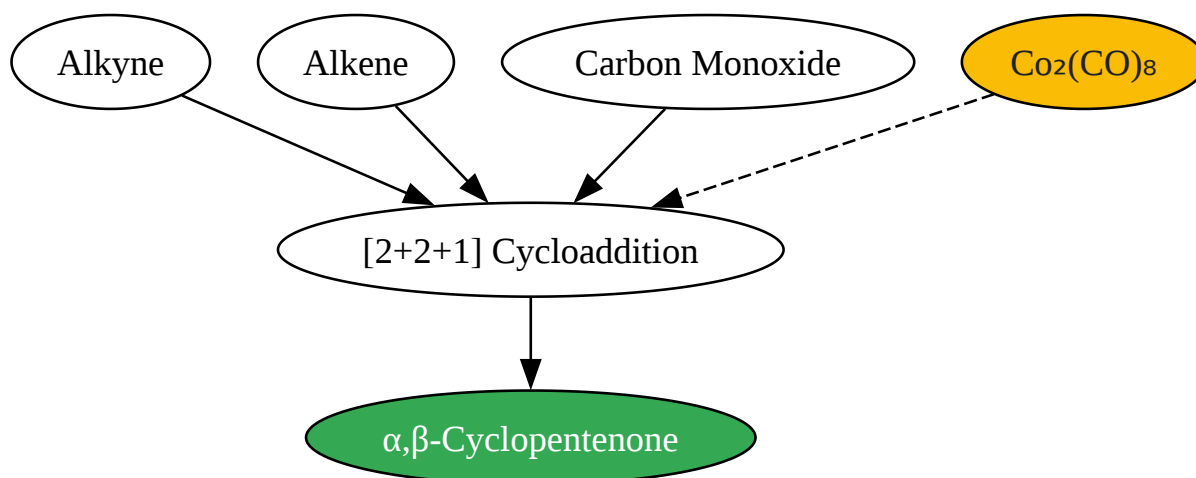 Alkyne
Alkene
Carbon Monoxide
Co₂(CO)₈
[2+2+1] Cycloaddition
α,β-Cyclopentenone